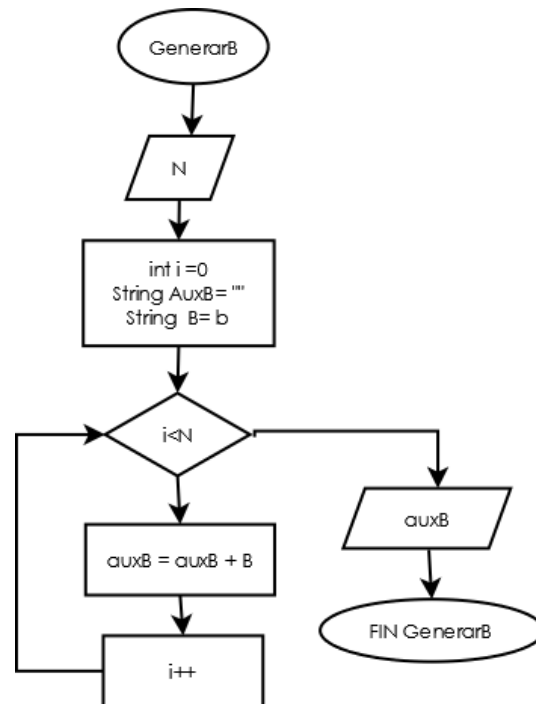 GenerarB
N
int i =0
String AuxB= ""
String B= b
i<N
auxB = auxB + B
i++
auxB
FIN GenerarB